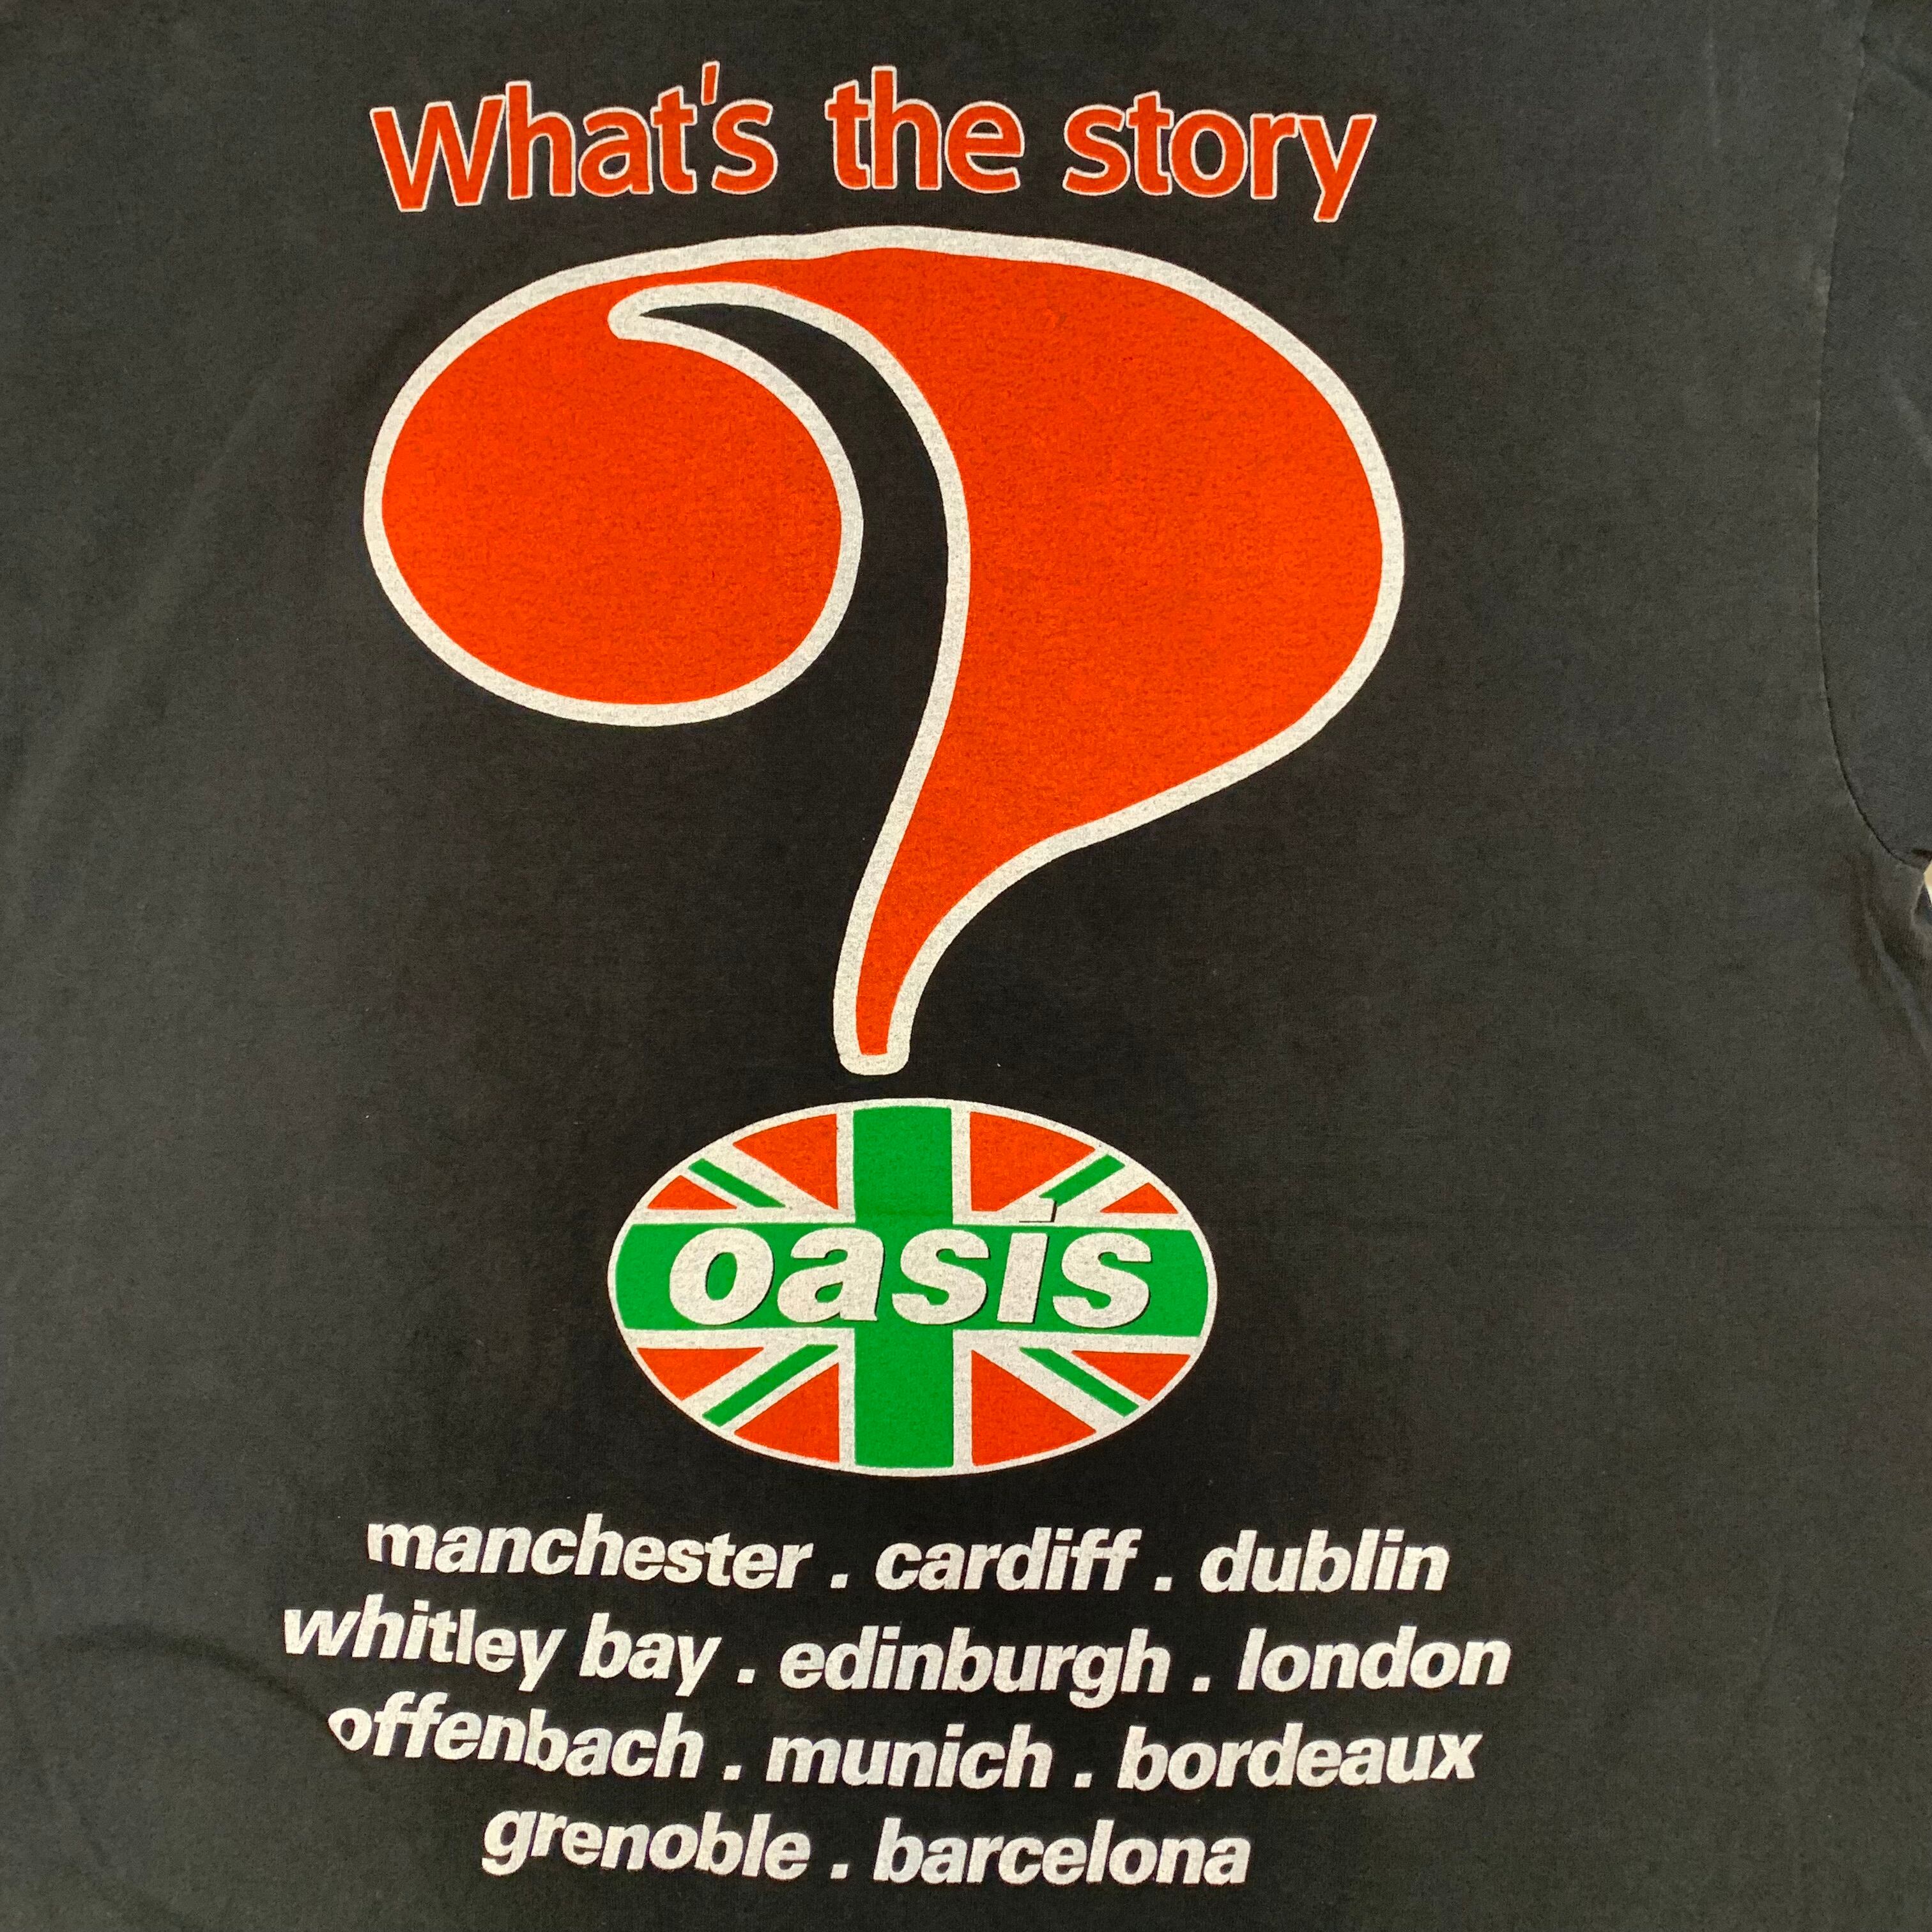 What's the story
?
oasis
manchester . cardiff . dublin
whitley bay . edinburgh . london
offenbach . munich . bordeaux
grenoble . barcelona